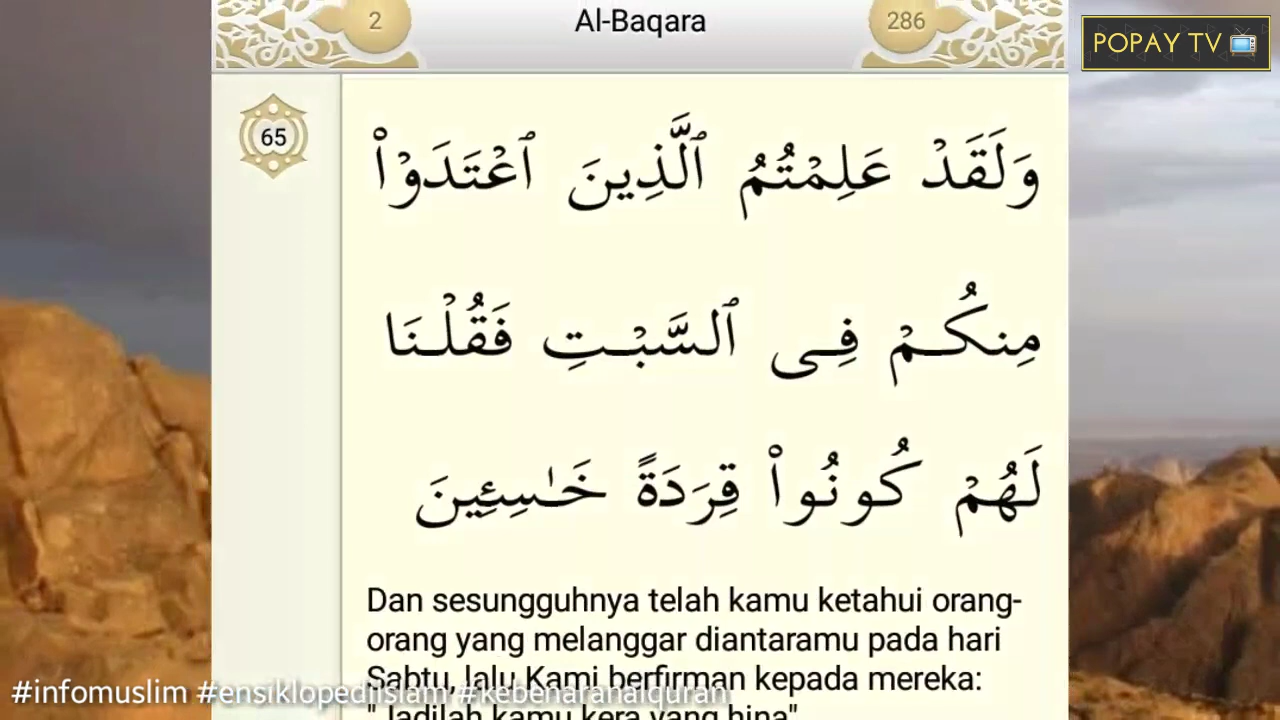 2
Al-Baqara
286
POPAY TV
65
وَلَقَدْ عَلِمْتُمُ ٱلَّذِينَ ٱعْتَدَوْا۟
مِنكُمْ فِى ٱلسَّبْتِ فَقُلْنَا
لَهُمْ كُونُوا۟ قِرَدَةً خَـٰسِـِٔينَ
Dan sesungguhnya telah kamu ketahui orang-
orang yang melanggar diantaramu pada hari
Sabtu, lalu Kami berfirman kepada mereka:
"Jadilah kamu kera yang hina"
#infomuslim #ensiklopediislam #kebenaranalquran